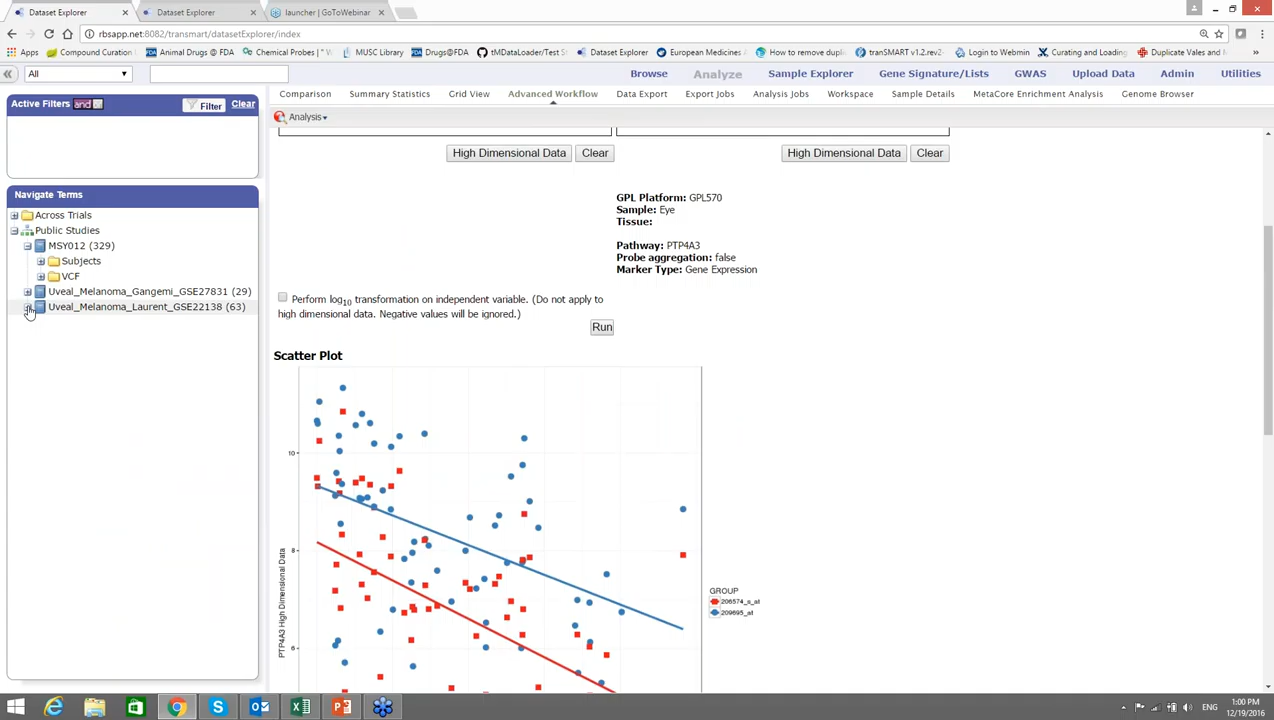 Dataset Explorer
Dataset Explorer
launcher | GoToWebinar
rbsapp.net:8082/transmart/datasetExplorer/index
Apps
Compound Curation
Animal Drugs @ FDA
Chemical Probes | "
MUSC Library
Drugs@FDA
tMDataLoader/Test S
Dataset Explorer
European Medicines
How to remove dupli
tranSMART v1.2.rev2
Login to Webmin
Curating and Loading
Duplicate Vales and
All
Browse
Analyze
Sample Explorer
Gene Signature/Lists
GWAS
Upload Data
Admin
Utilities
Comparison
Summary Statistics
Grid View
Advanced Workflow
Data Export
Export Jobs
Analysis Jobs
Workspace
Sample Details
MetaCore Enrichment Analysis
Genome Browser
Active Filters
and
Filter
Clear
Analysis
High Dimensional Data
Clear
High Dimensional Data
Clear
Navigate Terms
Across Trials
Public Studies
MSY012 (329)
Subjects
VCF
Uveal_Melanoma_Gangemi_GSE27831 (29)
Uveal_Melanoma_Laurent_GSE22138 (63)
GPL Platform: GPL570
Sample: Eye
Tissue:
Pathway: PTP4A3
Probe aggregation: false
Marker Type: Gene Expression
Perform log10 transformation on independent variable. (Do not apply to
high dimensional data. Negative values will be ignored.)
Run
Scatter Plot
10
8
6
PTP4A3 High Dimensional Data
GROUP
206574_s_at
209695_at
ENG
1:00 PM
12/19/2016